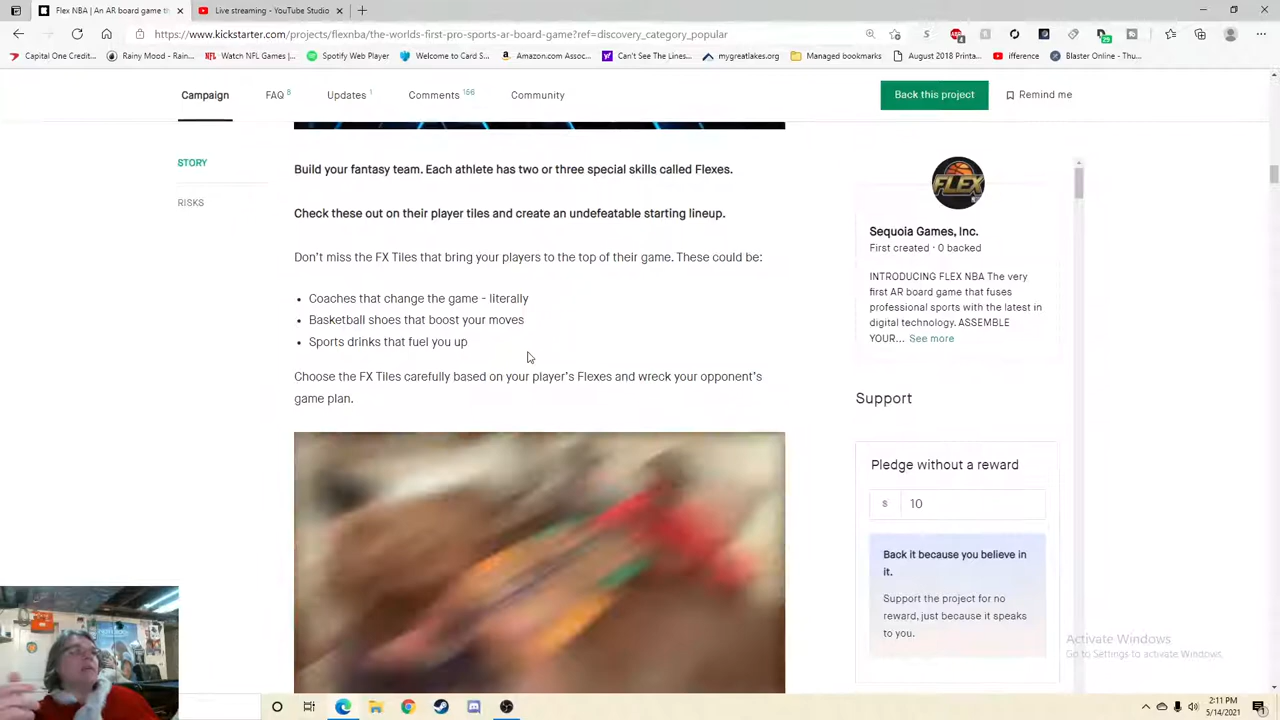 Flex NBA | An AR board game th
Live streaming - YouTube Studio
https://www.kickstarter.com/projects/flexnba/the-worlds-first-pro-sports-ar-board-game?ref=discovery_category_popular
Capital One Credit...
Rainy Mood - Rain...
Watch NFL Games...
Spotify Web Player
Welcome to Card S...
Amazon.com Assoc...
Can't See The Lines...
mygreatlakes.org
Managed bookmarks
August 2018 Printa...
ifference
Blaster Online - Thu...
Campaign
FAQ 8
Updates 1
Comments 166
Community
Back this project
Remind me
STORY
RISKS
Build your fantasy team. Each athlete has two or three special skills called Flexes.
Check these out on their player tiles and create an undefeatable starting lineup.
Don't miss the FX Tiles that bring your players to the top of their game. These could be:
• Coaches that change the game - literally
• Basketball shoes that boost your moves
• Sports drinks that fuel you up
Choose the FX Tiles carefully based on your player's Flexes and wreck your opponent's
game plan.
FLEX
Sequoia Games, Inc.
First created · 0 backed
INTRODUCING FLEX NBA The very
first AR board game that fuses
professional sports with the latest in
digital technology. ASSEMBLE
YOUR... See more
Support
Pledge without a reward
$ 10
Back it because you believe in
it.
Support the project for no
reward, just because it speaks
to you.
Activate Windows
Go to Settings to activate Windows.
2:11 PM
5/14/2021